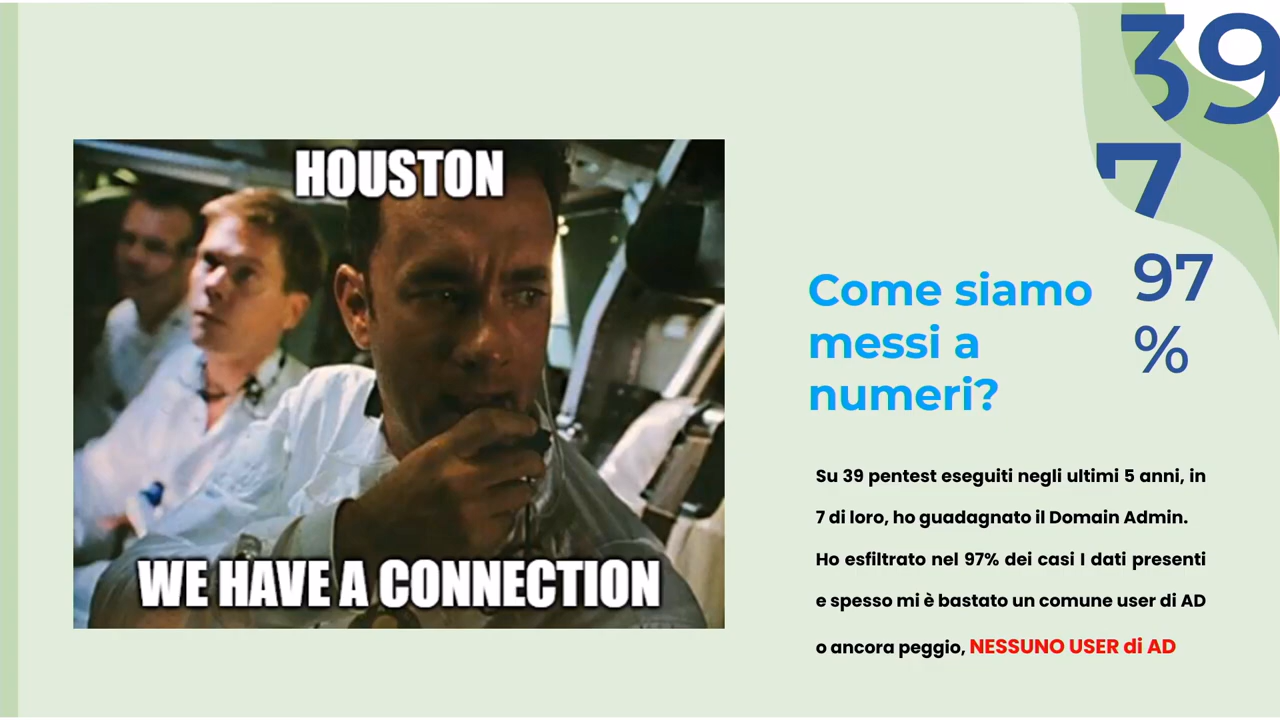 39
7
97
%
HOUSTON
WE HAVE A CONNECTION
Come siamo
messi a
numeri?
Su 39 pentest eseguiti negli ultimi 5 anni, in
7 di loro, ho guadagnato il Domain Admin.
Ho esfiltrato nel 97% dei casi I dati presenti
e spesso mi è bastato un comune user di AD
o ancora peggio, NESSUNO USER di AD